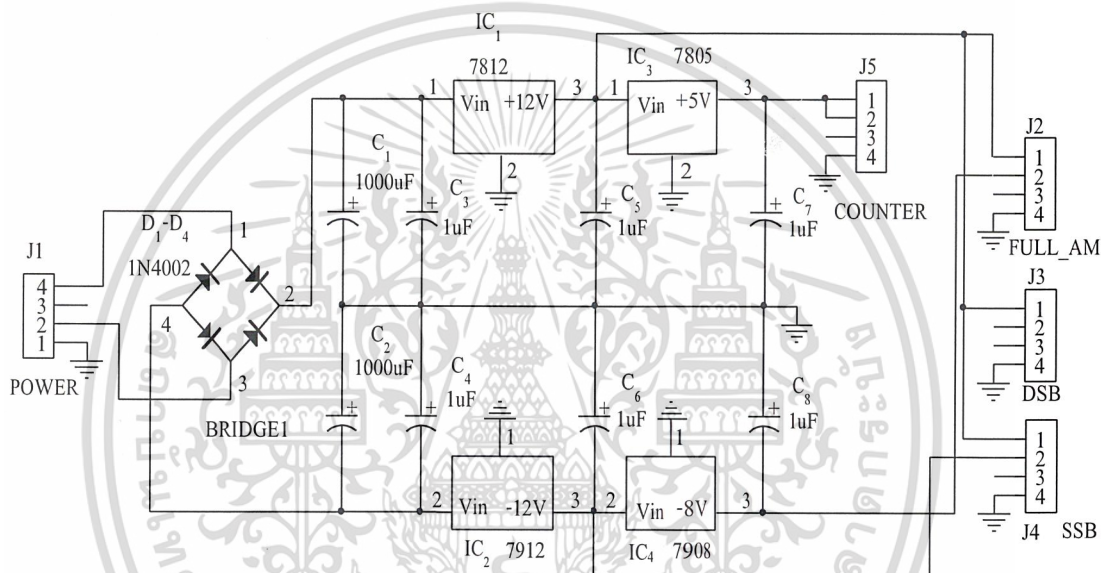 IC1
7812
1 Vin +12V 3
2
IC3 7805
1 Vin +5V 3
2
J5
1
2
3
4
COUNTER
J2
1
2
3
4
FULL_AM
C1
1000uF
C3
1uF
C5
1uF
C7
1uF
D1-D4
1N4002
1
2
3
4
BRIDGE1
J1
4
3
2
1
POWER
J3
1
2
3
4
DSB
C2
1000uF
C4
1uF
C6
1uF
C8
1uF
1
2 Vin -12V 3
IC2 7912
1
2 Vin -8V 3
IC4 7908
1
2
3
4
J4 SSB